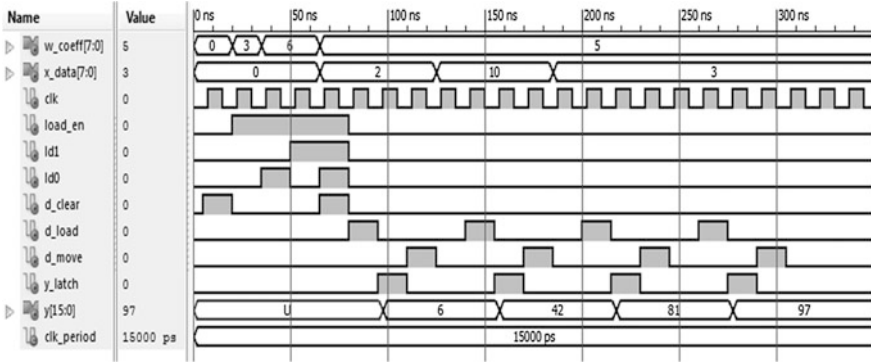 Name Value 0 ns 50 ns 100 ns 150 ns 200 ns 250 ns 300 ns
w_coeff[7:0] 5 0 3 6 5
x_data[7:0] 3 0 2 10 3
clk 0
load_en 0
ld1 0
ld0 0
d_clear 0
d_load 0
d_move 0
y_latch 0
y[15:0] 97 U 6 42 81 97
clk_period 15000 ps 15000 ps